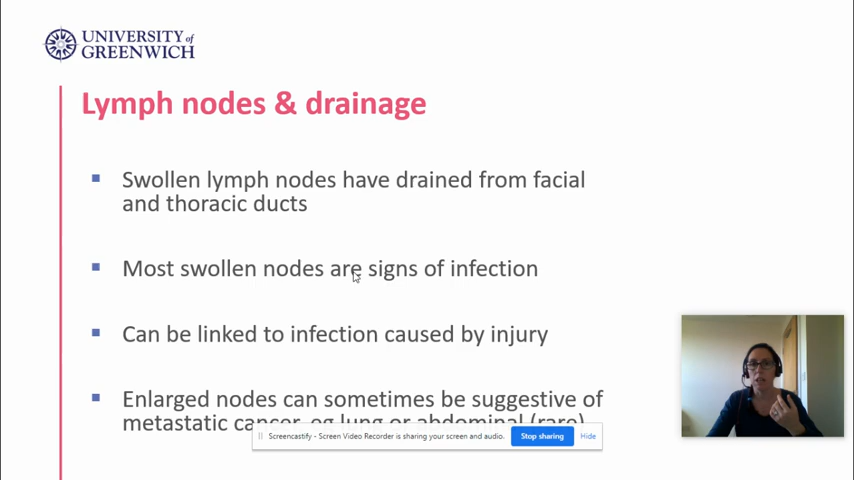 UNIVERSITY of
GREENWICH
Lymph nodes & drainage
Swollen lymph nodes have drained from facial
and thoracic ducts
Most swollen nodes are signs of infection
Can be linked to infection caused by injury
Enlarged nodes can sometimes be suggestive of
metastatic cancer, eg lung or abdominal (rare)
Screencastify - Screen Video Recorder is sharing your screen and audio.
Stop sharing
Hide